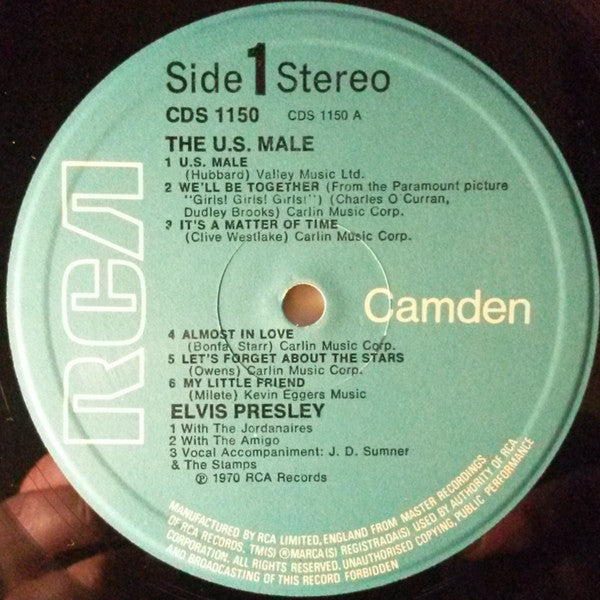 Side 1 Stereo
CDS 1150 CDS 1150 A
THE U.S. MALE
1 U.S. MALE
(Hubbard) Valley Music Ltd.
2 WE'LL BE TOGETHER (From the Paramount picture
"Girls! Girls! Girls!") (Charles O Curran,
Dudley Brooks) Carlin Music Corp.
3 IT'S A MATTER OF TIME
(Clive Westlake) Carlin Music Corp.
RCA
Camden
4 ALMOST IN LOVE
(Bonfa, Starr) Carlin Music Corp.
5 LET'S FORGET ABOUT THE STARS
(Owens) Carlin Music Corp.
6 MY LITTLE FRIEND
(Milete) Kevin Eggers Music
ELVIS PRESLEY
1 With The Jordanaires
2 With The Amigo
3 Vocal Accompaniment: J. D. Sumner
& The Stamps
℗ 1970 RCA Records
MANUFACTURED BY RCA LIMITED, ENGLAND FROM MASTER RECORDINGS
OF RCA RECORDS. TM(S) ® MARCA(S) REGISTRADA(S) USED BY AUTHORITY OF RCA
CORPORATION. ALL RIGHTS RESERVED. UNAUTHORISED COPYING, PUBLIC PERFORMANCE
AND BROADCASTING OF THIS RECORD FORBIDDEN